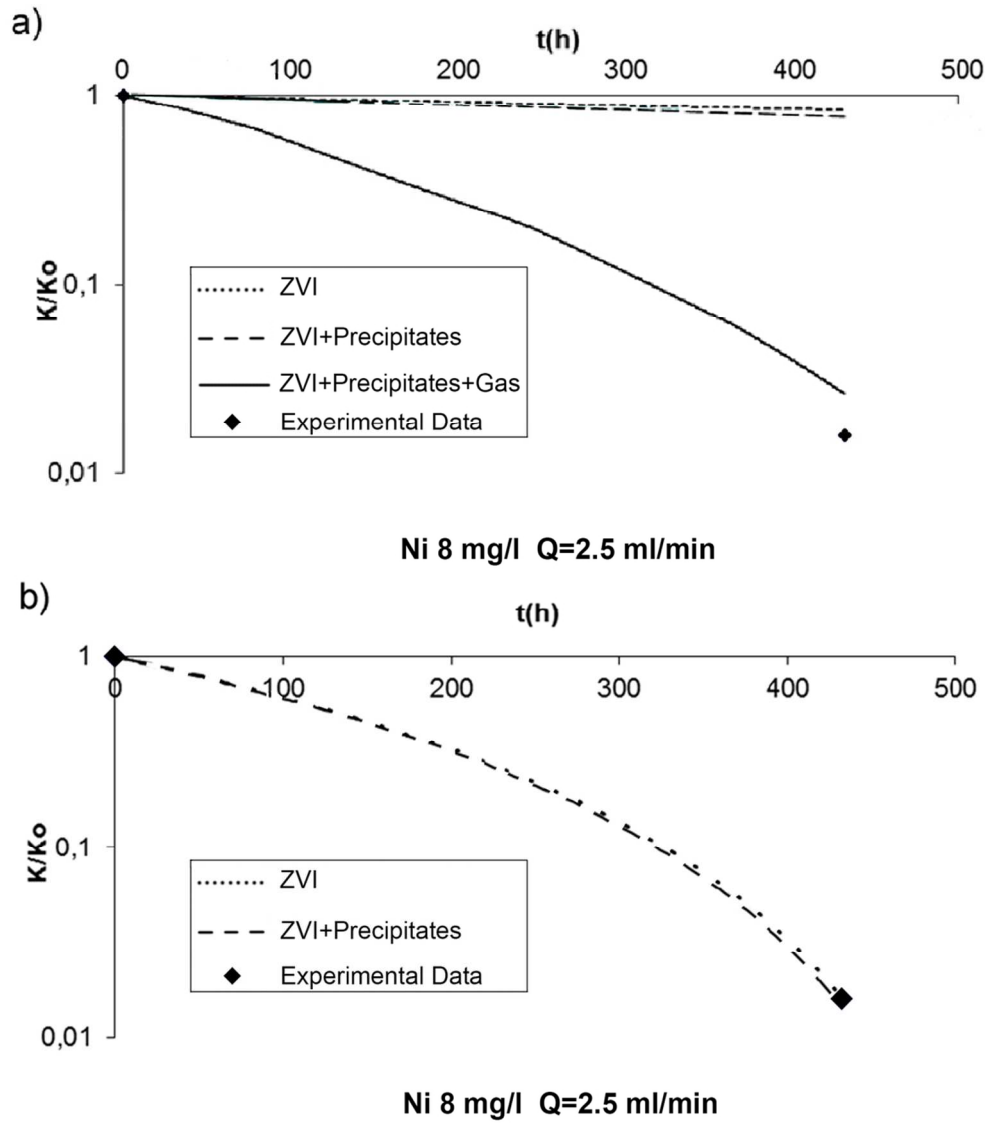 a)
t(h)
0 100 200 300 400 500
1
0,1
0,01
K/Ko
ZVI
ZVI+Precipitates
ZVI+Precipitates+Gas
Experimental Data
Ni 8 mg/l Q=2.5 ml/min
b)
t(h)
1
0 100 200 300 400 500
0,1
0,01
K/Ko
ZVI
ZVI+Precipitates
Experimental Data
Ni 8 mg/l Q=2.5 ml/min